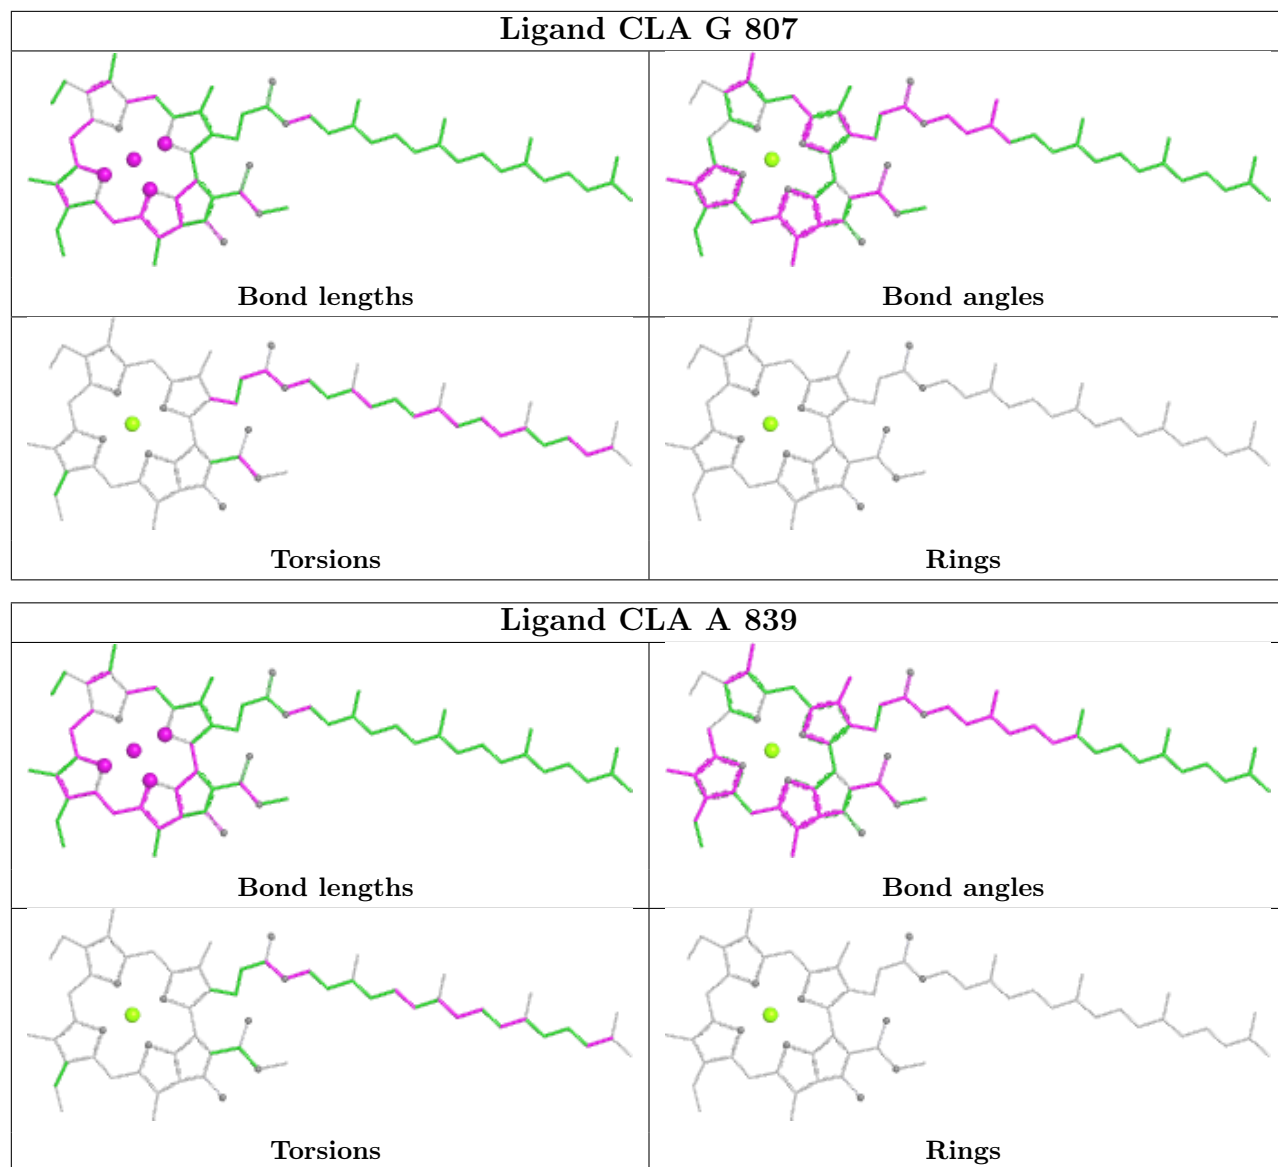 Ligand CLA G 807
Bond lengths
Bond angles
Torsions
Rings
Ligand CLA A 839
Bond lengths
Bond angles
Torsions
Rings